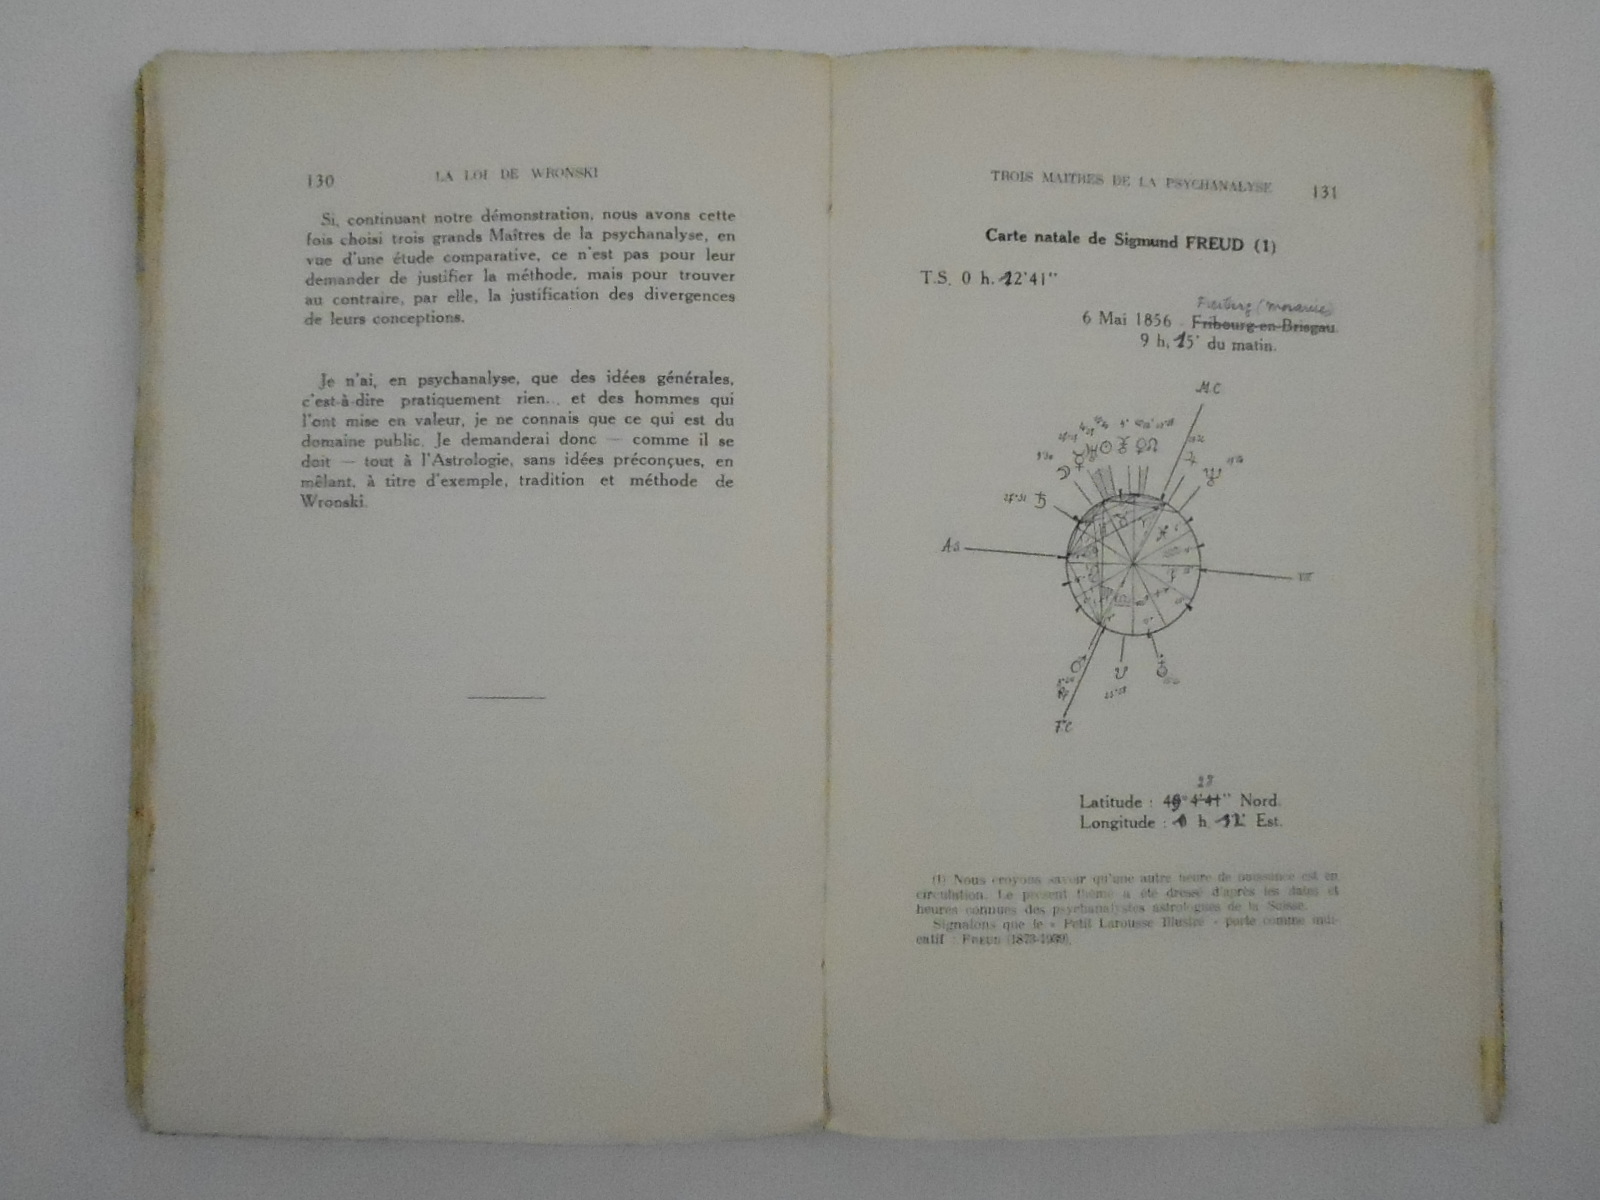 130
LA LOI DE WRONSKI
Si, continuant notre démonstration, nous avons cette
fois choisi trois grands Maîtres de la psychanalyse, en
vue d'une étude comparative, ce n'est pas pour leur
demander de justifier la méthode, mais pour trouver
au contraire, par elle, la justification des divergences
de leurs conceptions.
Je n'ai, en psychanalyse, que des idées générales,
c'est-à-dire pratiquement rien... et des hommes qui
l'ont mise en valeur, je ne connais que ce qui est du
domaine public. Je demanderai donc — comme il se
doit — tout à l'Astrologie, sans idées préconçues, en
mêlant, à titre d'exemple, tradition et méthode de
Wronski.
TROIS MAITRES DE LA PSYCHANALYSE
131
Carte natale de Sigmund FREUD (1)
T.S. 0 h. 22'41"
Freiberg (Moravie)
6 Mai 1856 Fribourg-en-Brisgau
9 h. 15' du matin.
M.C
As
VII
F.C
23
Latitude : 49° 4'41" Nord.
Longitude : h. 12' Est.
(1) Nous croyons savoir qu'une autre heure de naissance est en
circulation. Le présent thème a été dressé d'après les dates et
heures connues des psychanalystes astrologues de la Suisse.
Signalons que le « Petit Larousse Illustré » porte comme indi-
catif : FREUD (1873-1939).